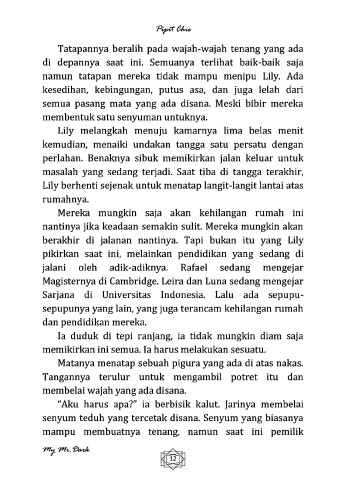 Pipit Chie
Tatapannya beralih pada wajah-wajah tenang yang ada
di depannya saat ini. Semuanya terlihat baik-baik saja
namun tatapan mereka tidak mampu menipu Lily. Ada
kesedihan, kebingungan, putus asa, dan juga lelah dari
semua pasang mata yang ada disana. Meski bibir mereka
membentuk satu senyuman untuknya.
Lily melangkah menuju kamarnya lima belas menit
kemudian, menaiki undakan tangga satu persatu dengan
perlahan. Benaknya sibuk memikirkan jalan keluar untuk
masalah yang sedang terjadi. Saat tiba di tangga terakhir,
Lily berhenti sejenak untuk menatap langit-langit lantai atas
rumahnya.
Mereka mungkin saja akan kehilangan rumah ini
nantinya jika keadaan semakin sulit. Mereka mungkin akan
berakhir di jalanan nantinya. Tapi bukan itu yang Lily
pikirkan saat ini, melainkan pendidikan yang sedang di
jalani oleh adik-adiknya. Rafael sedang mengejar
Magisternya di Cambridge. Leira dan Luna sedang mengejar
Sarjana di Universitas Indonesia. Lalu ada sepupu-
sepupunya yang lain, yang juga terancam kehilangan rumah
dan pendidikan mereka.
Ia duduk di tepi ranjang, ia tidak mungkin diam saja
memikirkan ini semua. Ia harus melakukan sesuatu.
Matanya menatap sebuah pigura yang ada di atas nakas.
Tangannya terulur untuk mengambil potret itu dan
membelai wajah yang ada disana.
“Aku harus apa?” ia berbisik kalut. Jarinya membelai
senyum teduh yang tercetak disana. Senyum yang biasanya
mampu membuatnya tenang, namun saat ini pemilik
My Mr. Dark
12